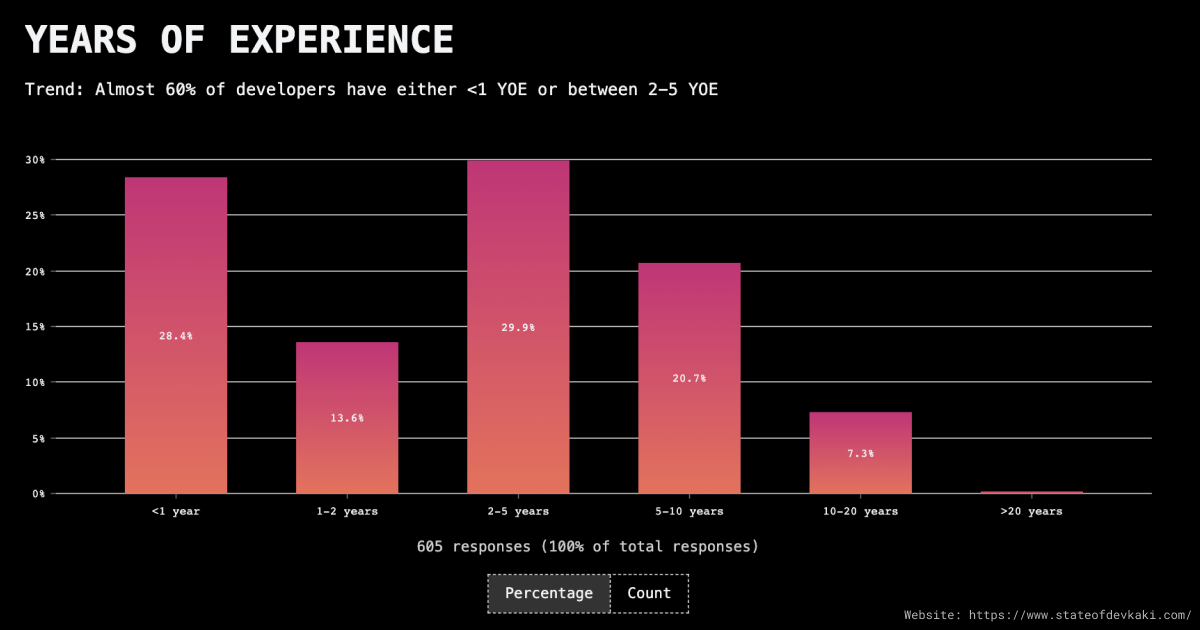 YEARS OF EXPERIENCE
Trend: Almost 60% of developers have either <1 YOE or between 2-5 YOE
30%
25%
20%
15%
10%
5%
0%
28.4%
13.6%
29.9%
20.7%
7.3%
<1 year
1-2 years
2-5 years
5-10 years
10-20 years
>20 years
605 responses (100% of total responses)
Percentage
Count
Website: https://www.stateofdevkaki.com/